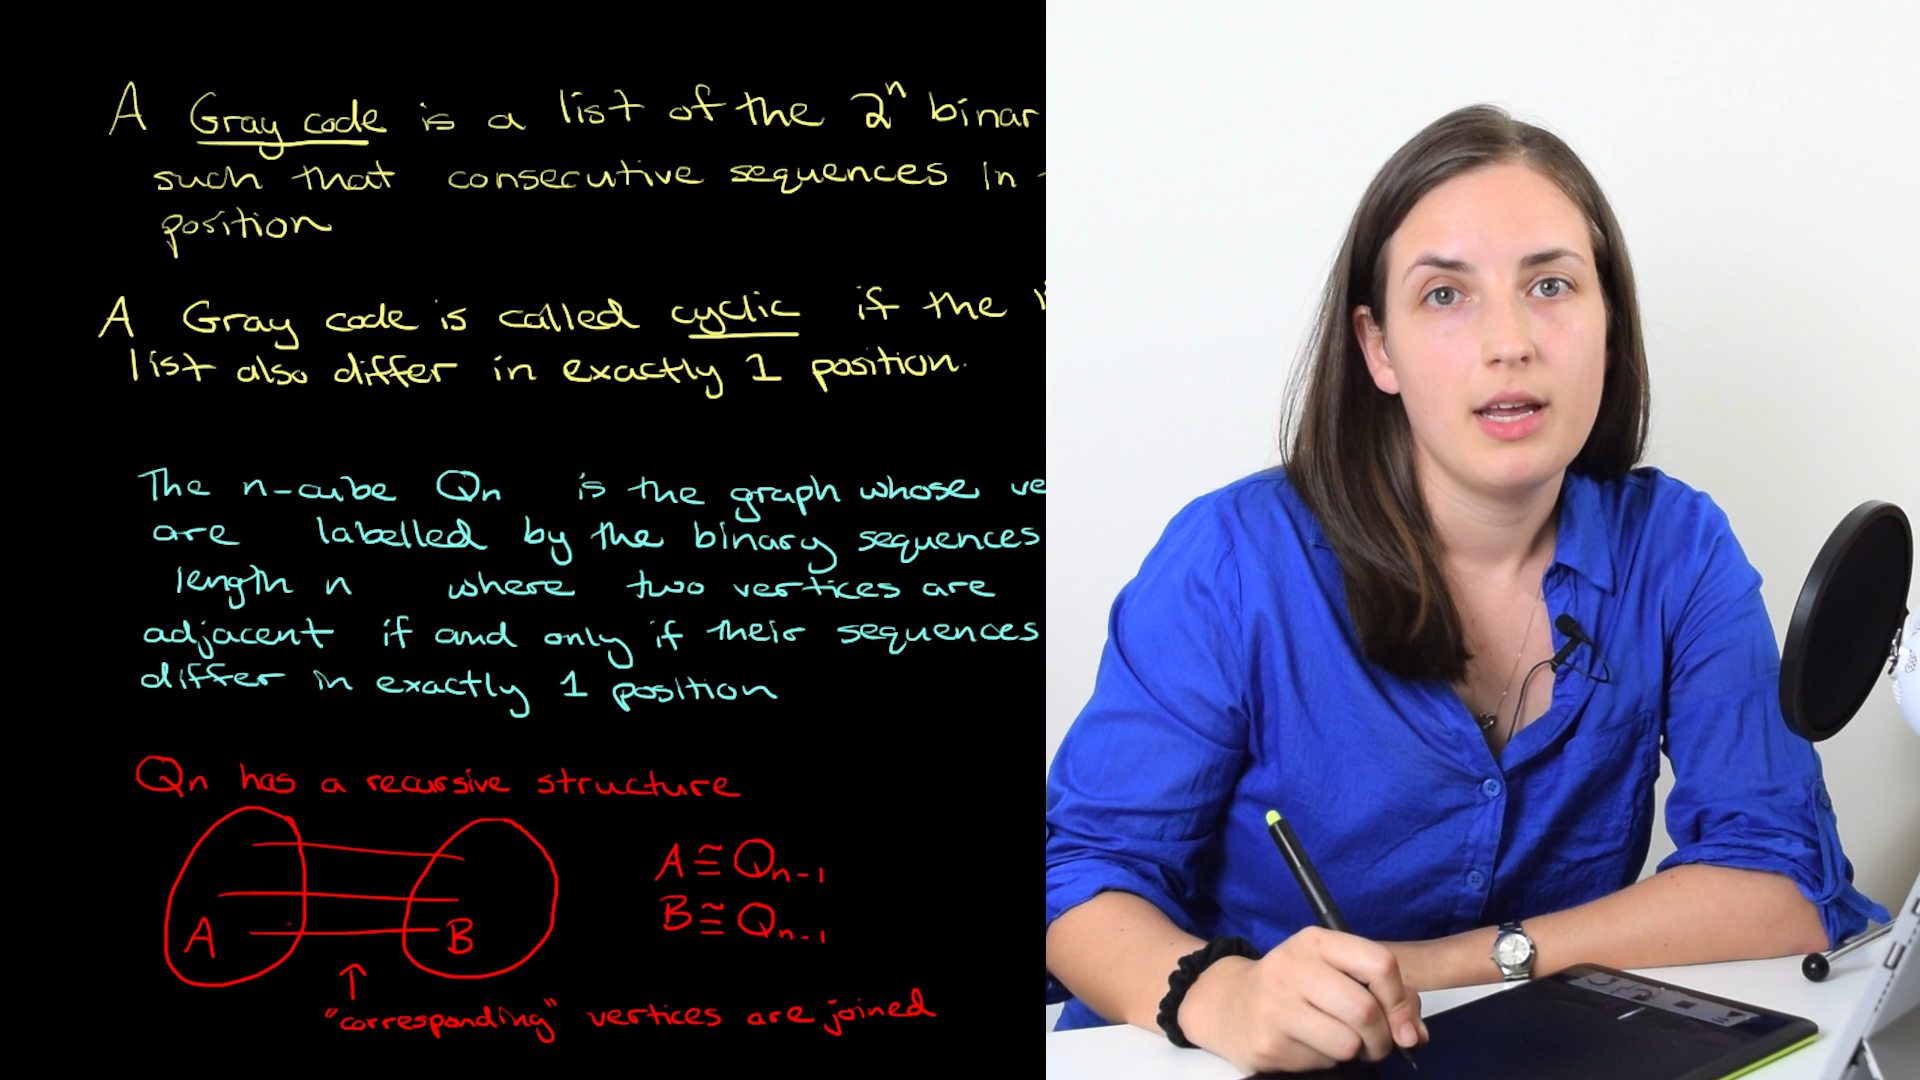 A Gray code is a list of the 2ⁿ binar
such that consecutive sequences in
position
A Gray code is called cyclic if the
list also differ in exactly 1 position.
The n-cube Qn is the graph whose ve
are labelled by the binary sequences
length n where two vertices are
adjacent if and only if their sequences
differ in exactly 1 position
Qn has a recursive structure
A ≅ Qn-1
B ≅ Qn-1
A B
↑
"corresponding" vertices are joined